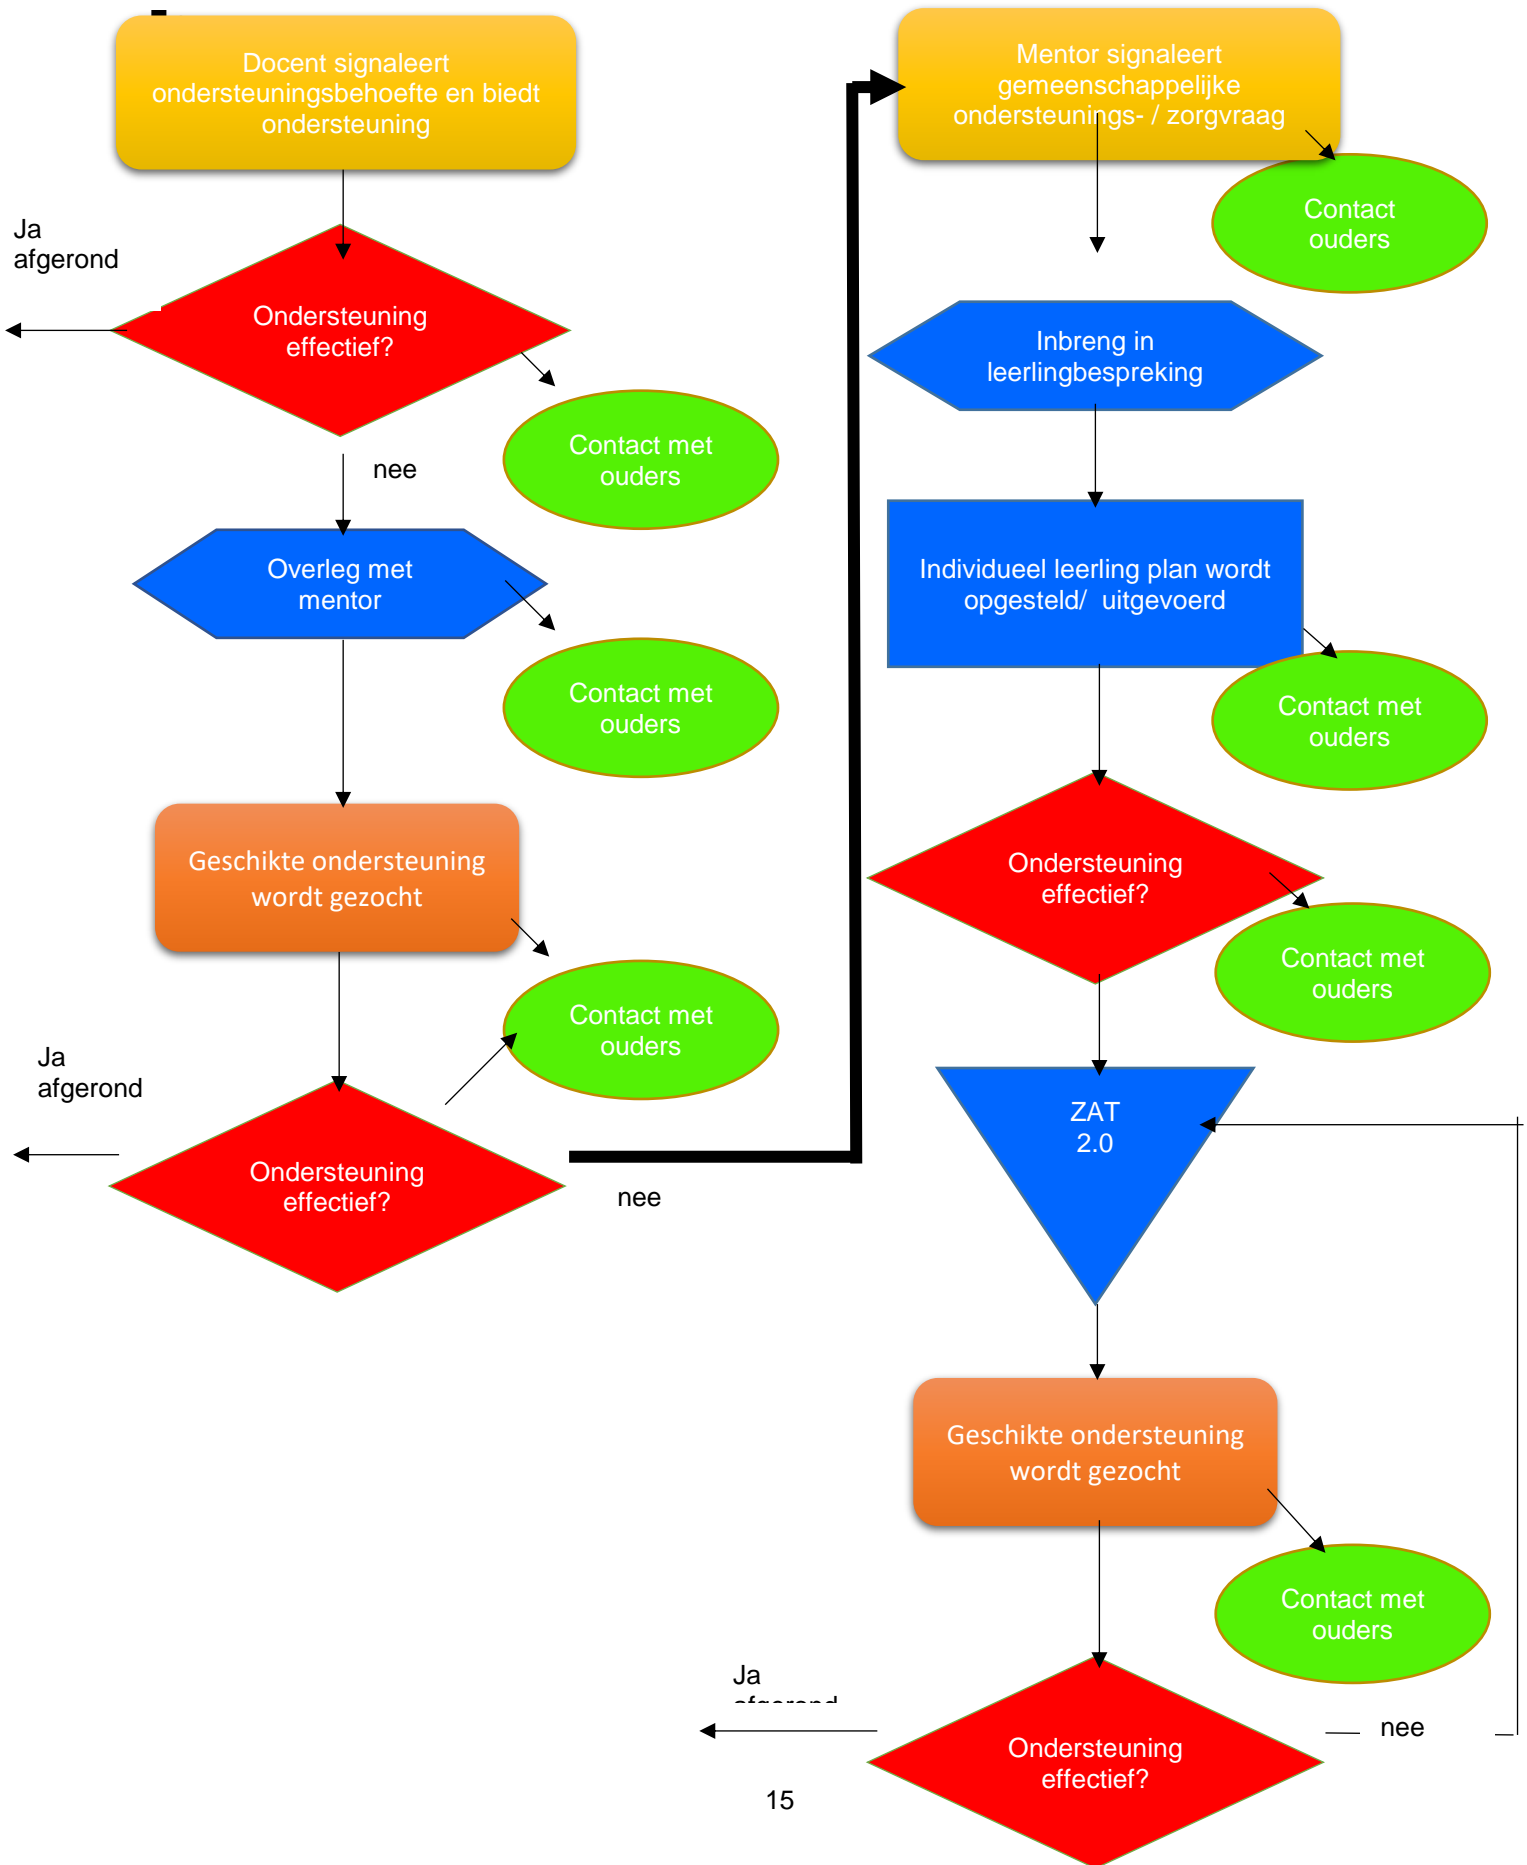 Docent signaleert
ondersteuningsbehoefte en biedt
ondersteuning
Ja
afgerond
Ondersteuning
effectief?
Contact met
ouders
nee
Overleg met
mentor
Contact met
ouders
Geschikte ondersteuning
wordt gezocht
Contact met
ouders
Ja
afgerond
Ondersteuning
effectief?
nee
Mentor signaleert
gemeenschappelijke
ondersteunings- / zorgvraag
Contact
ouders
Inbreng in
leerlingbespreking
Individueel leerling plan wordt
opgesteld/ uitgevoerd
Contact met
ouders
Ondersteuning
effectief?
Contact met
ouders
ZAT
2.0
Geschikte ondersteuning
wordt gezocht
Contact met
ouders
Ja
afgerond
Ondersteuning
effectief?
nee
15